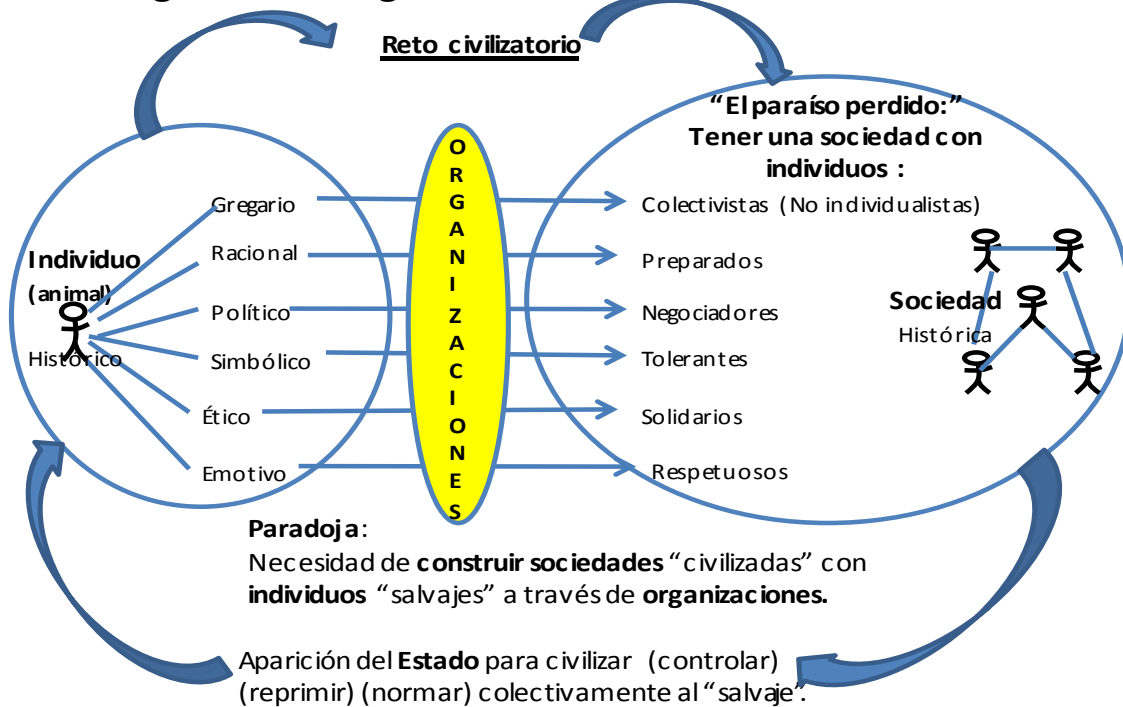 Reto civilizatorio
“El paraíso perdido:”
Tener una sociedad con
individuos :
ORGANIZACIONES
Individuo
(animal)
Histórico
Gregario
Racional
Político
Simbólico
Ético
Emotivo
Colectivistas (No individualistas)
Preparados
Negociadores
Tolerantes
Solidarios
Respetuosos
Sociedad
Histórica
Paradoja:
Necesidad de construir sociedades “civilizadas” con
individuos “salvajes” a través de organizaciones.
Aparición del Estado para civilizar (controlar)
(reprimir) (normar) colectivamente al “salvaje”.